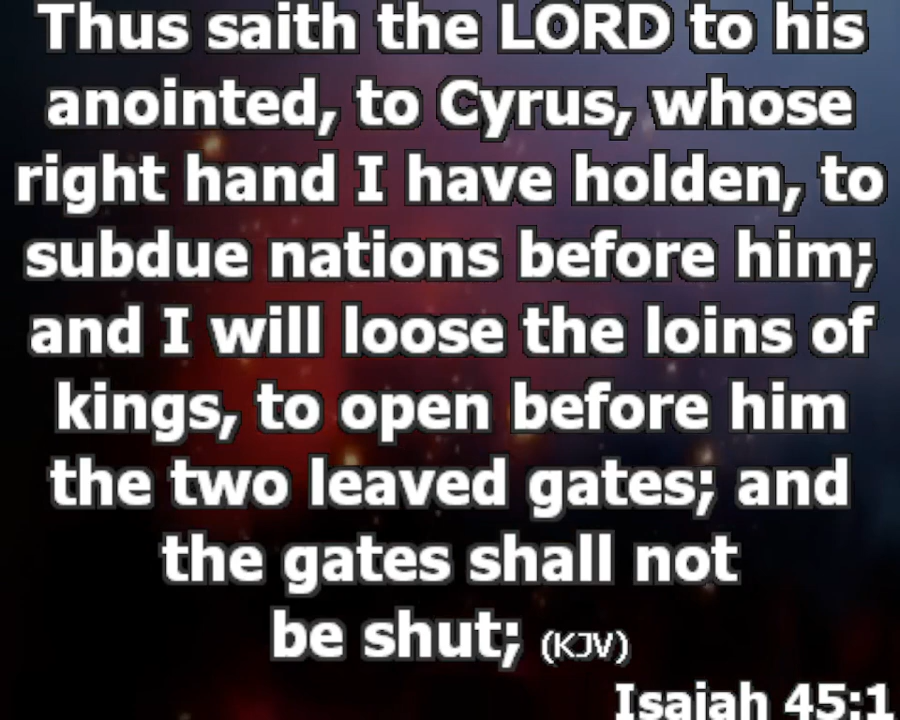 Thus saith the LORD to his
anointed, to Cyrus, whose
right hand I have holden, to
subdue nations before him;
and I will loose the loins of
kings, to open before him
the two leaved gates; and
the gates shall not
be shut; (KJV)
Isaiah 45:1